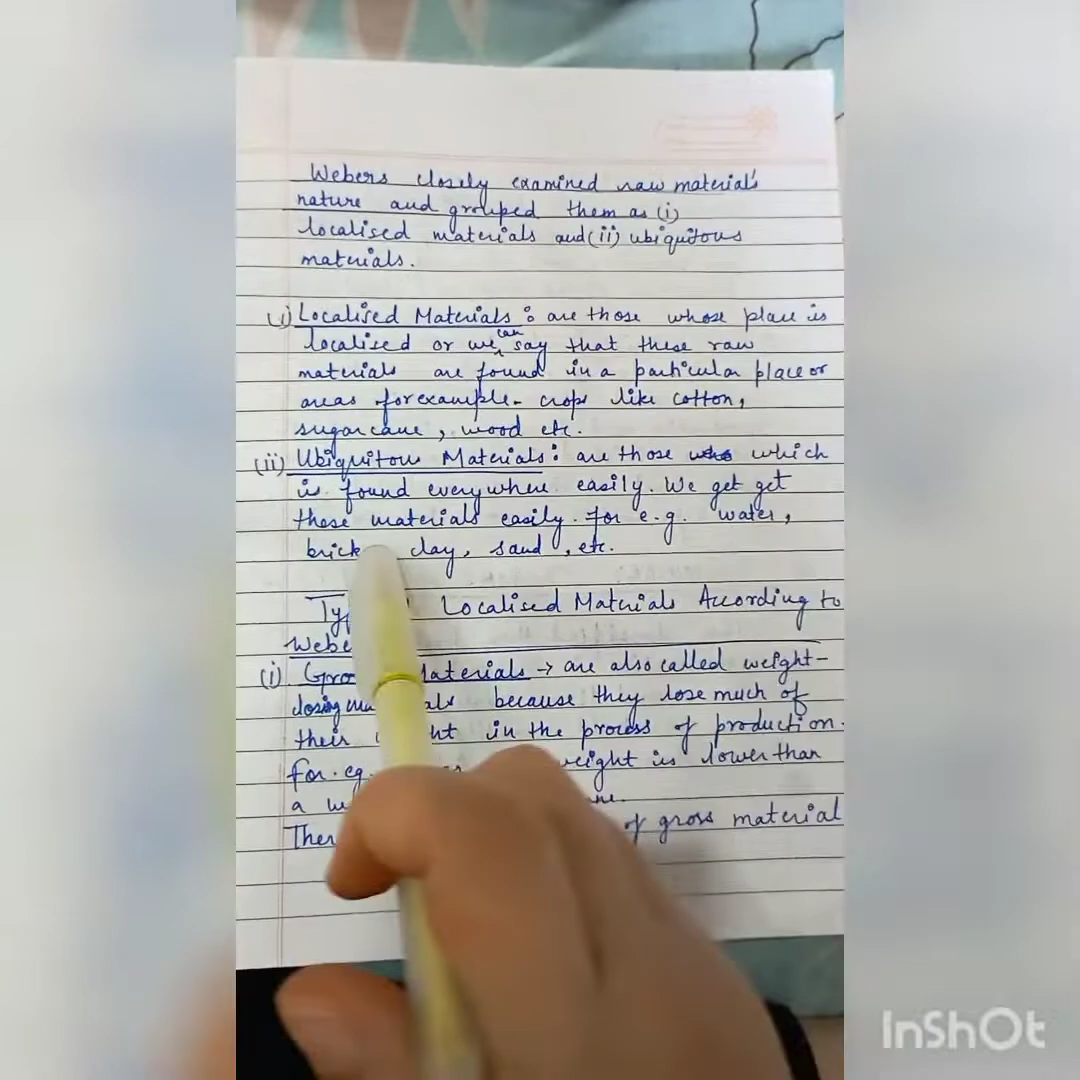 Webers closely examined raw material's
nature and grouped them as (i)
localised materials and (ii) ubiquitous
materials.
(i) Localised Materials : are those whose place is
localised or we can say that these raw
materials are found in a particular place or
areas for example - crops like cotton,
sugarcane, wood etc.
(ii) Ubiquitous Materials : are those who which
is found everywhere easily. We get get
these materials easily. for e.g. water,
brick clay, sand, etc.
Localised Materials According to
(i) Materials → are also called weight-
losing because they lose much of
their in the process of production.
For. eg. weight is lower than
a
of gross material
InShOt